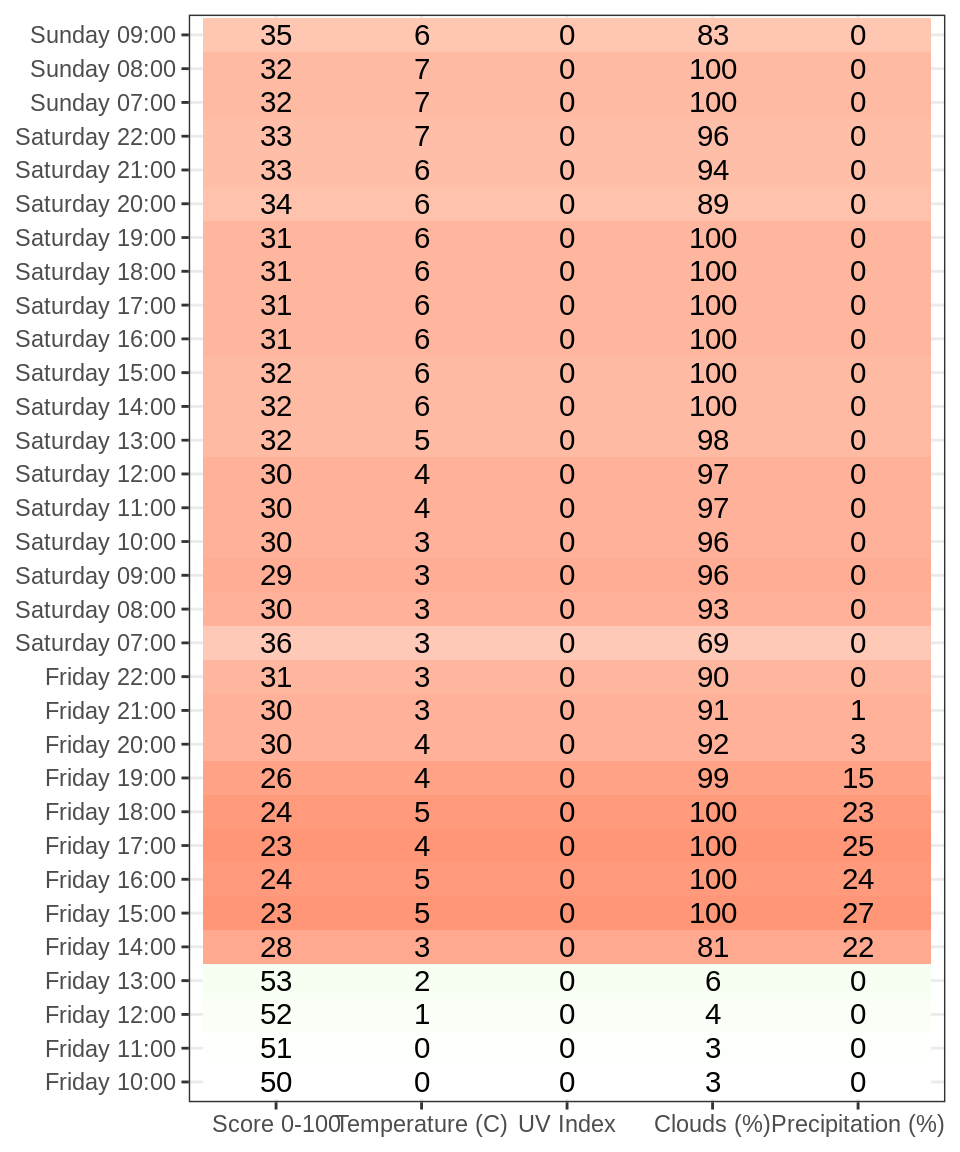 Sunday 09:00 35 6 0 83 0
Sunday 08:00 32 7 0 100 0
Sunday 07:00 32 7 0 100 0
Saturday 22:00 33 7 0 96 0
Saturday 21:00 33 6 0 94 0
Saturday 20:00 34 6 0 89 0
Saturday 19:00 31 6 0 100 0
Saturday 18:00 31 6 0 100 0
Saturday 17:00 31 6 0 100 0
Saturday 16:00 31 6 0 100 0
Saturday 15:00 32 6 0 100 0
Saturday 14:00 32 6 0 100 0
Saturday 13:00 32 5 0 98 0
Saturday 12:00 30 4 0 97 0
Saturday 11:00 30 4 0 97 0
Saturday 10:00 30 3 0 96 0
Saturday 09:00 29 3 0 96 0
Saturday 08:00 30 3 0 93 0
Saturday 07:00 36 3 0 69 0
Friday 22:00 31 3 0 90 0
Friday 21:00 30 3 0 91 1
Friday 20:00 30 4 0 92 3
Friday 19:00 26 4 0 99 15
Friday 18:00 24 5 0 100 23
Friday 17:00 23 4 0 100 25
Friday 16:00 24 5 0 100 24
Friday 15:00 23 5 0 100 27
Friday 14:00 28 3 0 81 22
Friday 13:00 53 2 0 6 0
Friday 12:00 52 1 0 4 0
Friday 11:00 51 0 0 3 0
Friday 10:00 50 0 0 3 0
Score 0-100 Temperature (C) UV Index Clouds (%) Precipitation (%)